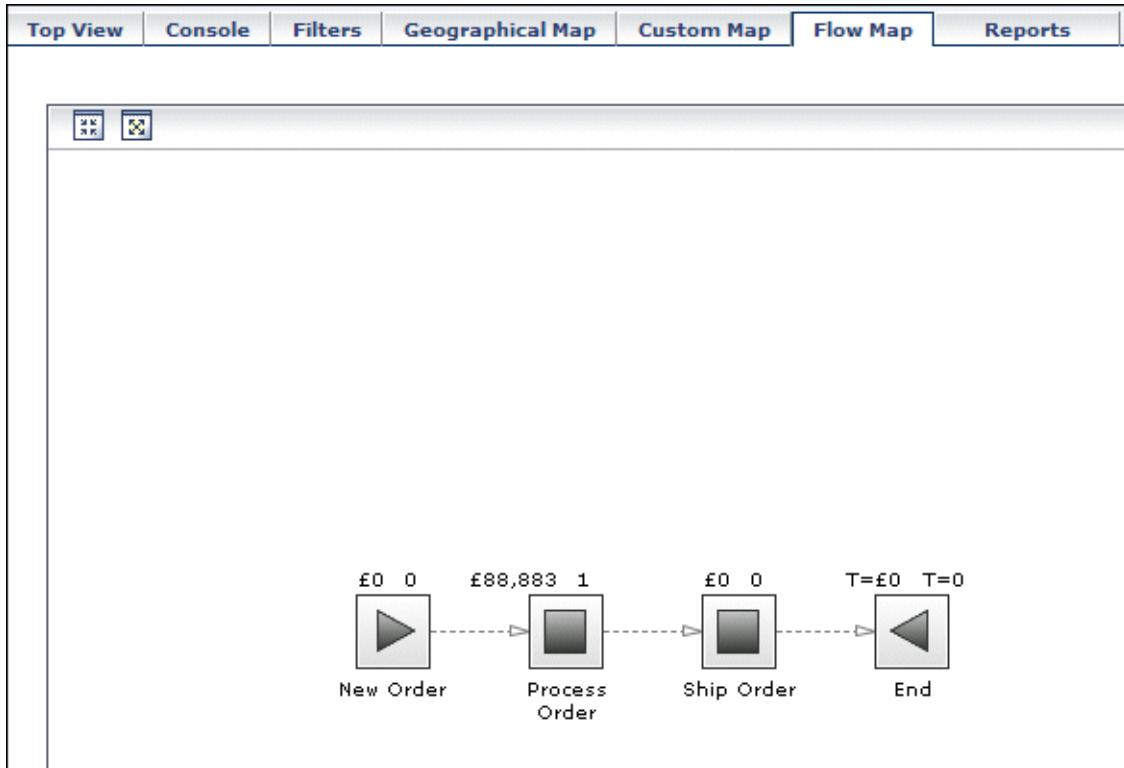 Top View Console Filters Geographical Map Custom Map Flow Map Reports
£0 0 £88,883 1 £0 0 T=£0 T=0
New Order Process Ship Order End
Order